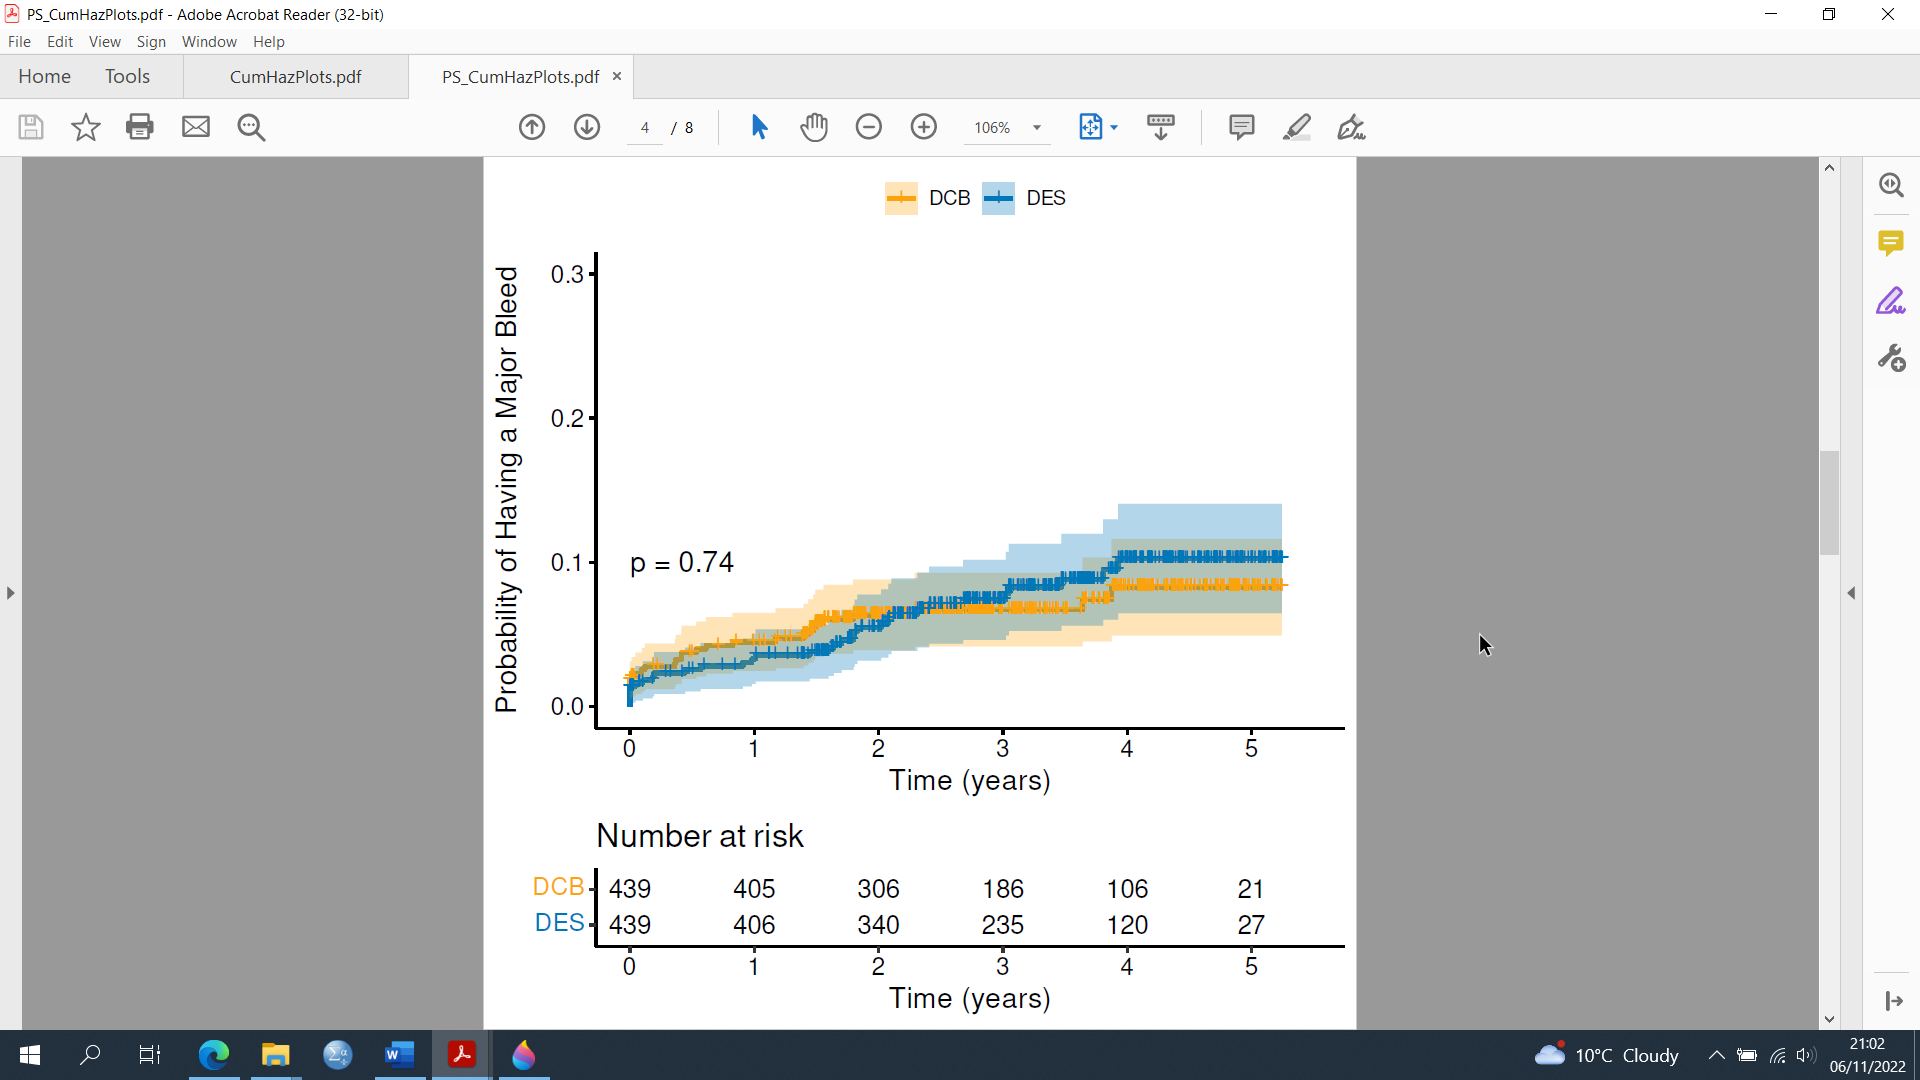 PS_CumHazPlots.pdf - Adobe Acrobat Reader (32-bit)
File Edit View Sign Window Help
Home Tools CumHazPlots.pdf PS_CumHazPlots.pdf ×
4 / 8 106%
DCB DES
Probability of Having a Major Bleed
0.3
0.2
0.1
0.0
p = 0.74
0 1 2 3 4 5
Time (years)
Number at risk
DCB 439 405 306 186 106 21
DES 439 406 340 235 120 27
0 1 2 3 4 5
Time (years)
10°C Cloudy
21:02
06/11/2022